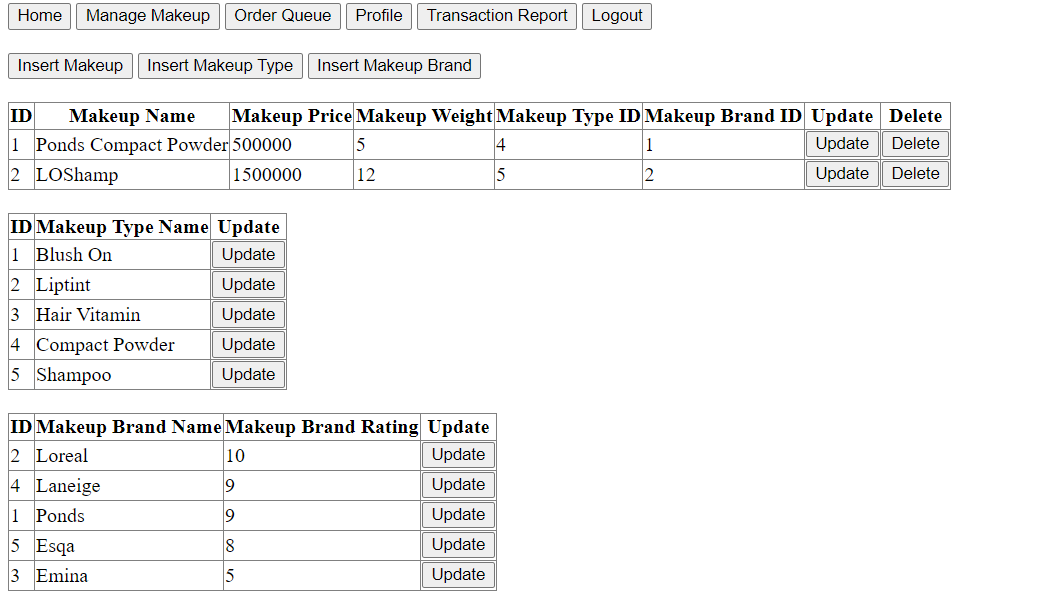 Home Manage Makeup Order Queue Profile Transaction Report Logout
Insert Makeup Insert Makeup Type Insert Makeup Brand
ID Makeup Name Makeup Price Makeup Weight Makeup Type ID Makeup Brand ID Update Delete
1 Ponds Compact Powder 500000 5 4 1 Update Delete
2 LOShamp 1500000 12 5 2 Update Delete
ID Makeup Type Name Update
1 Blush On Update
2 Liptint Update
3 Hair Vitamin Update
4 Compact Powder Update
5 Shampoo Update
ID Makeup Brand Name Makeup Brand Rating Update
2 Loreal 10 Update
4 Laneige 9 Update
1 Ponds 9 Update
5 Esqa 8 Update
3 Emina 5 Update